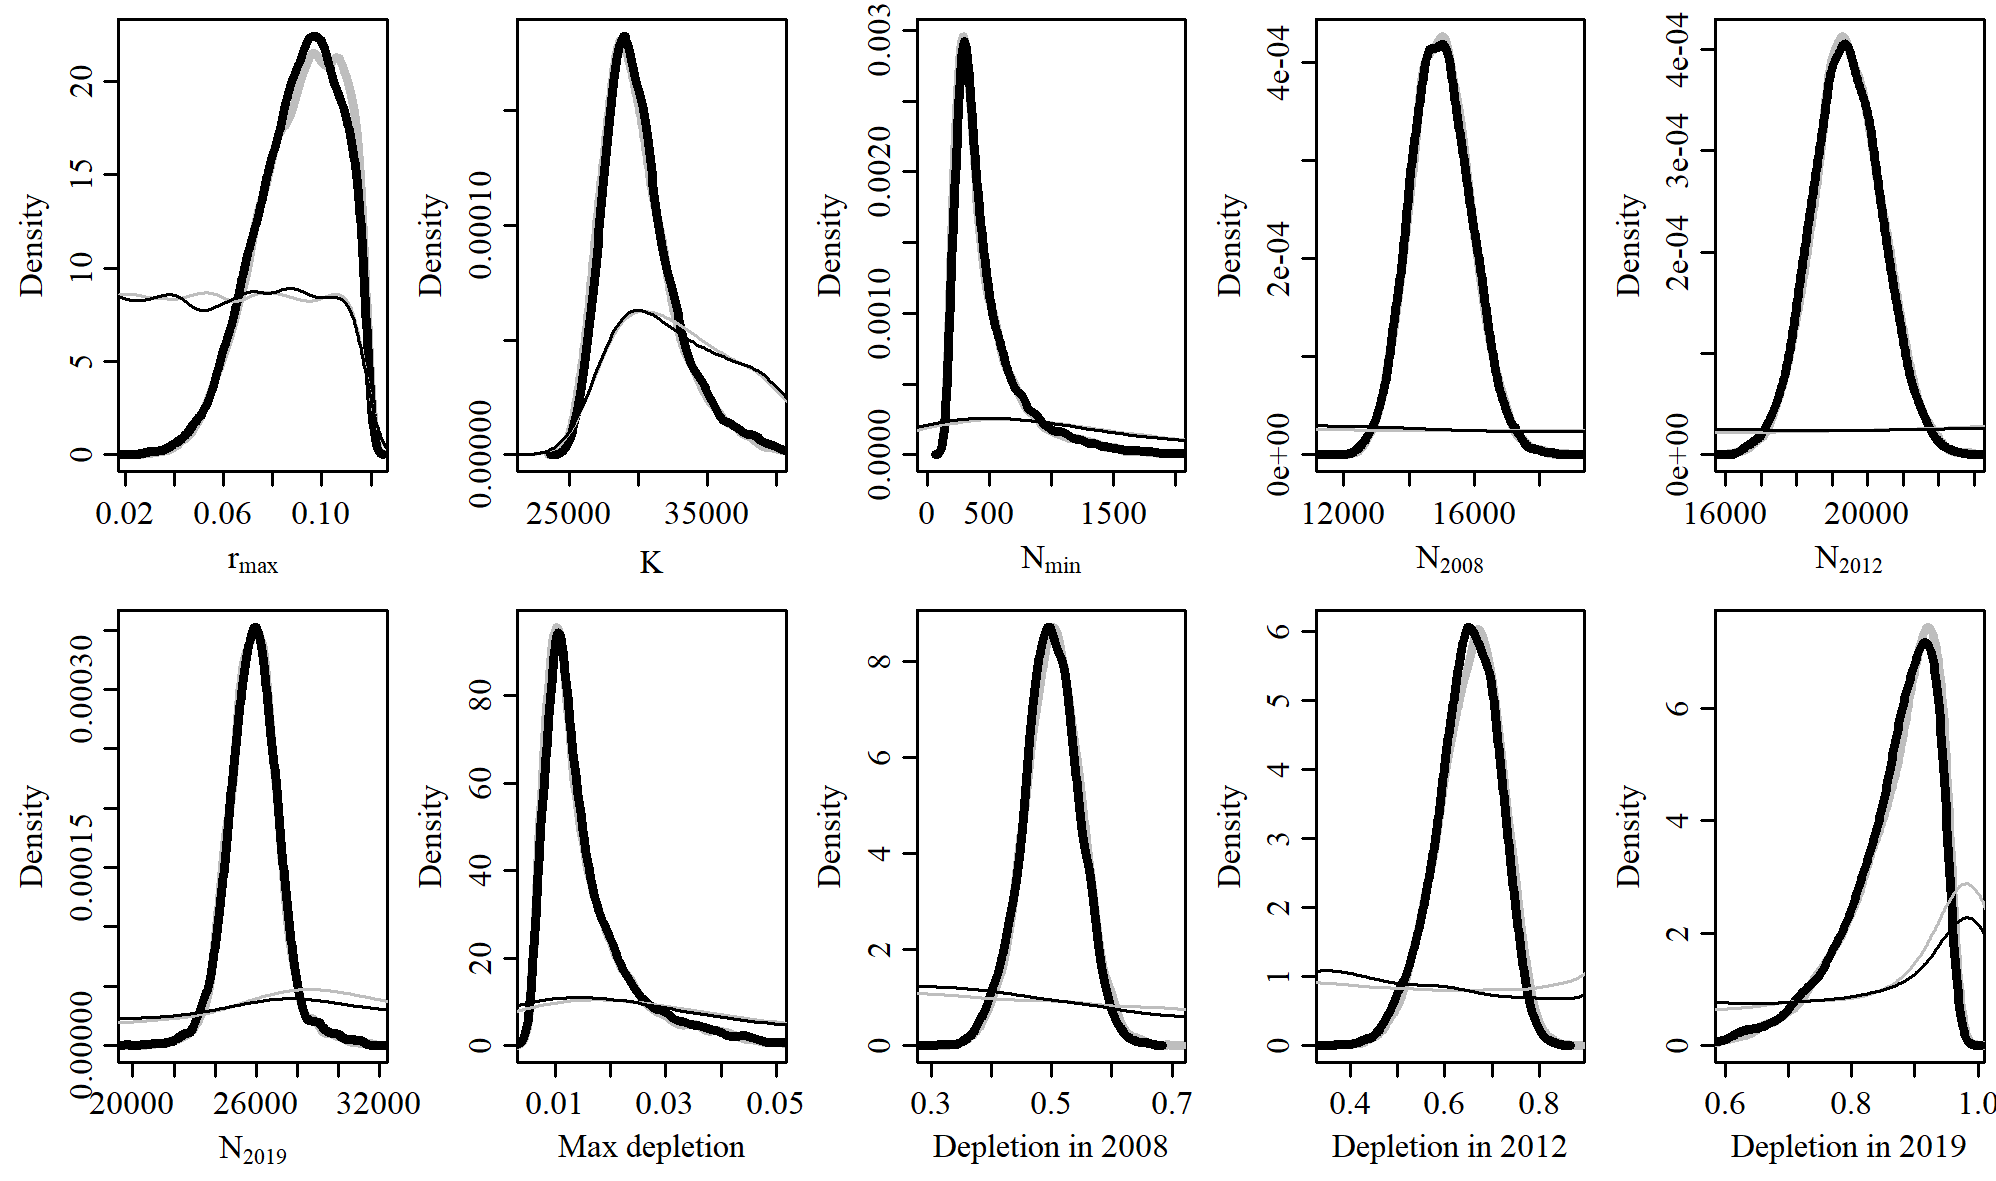 Density
0
5
10
15
20
0.02 0.06 0.10
r max
Density
0.00000
0.00010
25000 35000
K
Density
0.0000
0.0010
0.0020
0.003
0 500 1500
N min
Density
0e+00
2e-04
4e-04
12000 16000
N 2008
Density
0e+00
2e-04
3e-04
4e-04
16000 20000
N 2012
Density
0.00000
0.00015
0.00030
20000 26000 32000
N 2019
Density
0
20
40
60
80
0.01 0.03 0.05
Max depletion
Density
0
2
4
6
8
0.3 0.5 0.7
Depletion in 2008
Density
0
1
2
3
4
5
6
0.4 0.6 0.8
Depletion in 2012
Density
0
2
4
6
0.6 0.8 1.0
Depletion in 2019